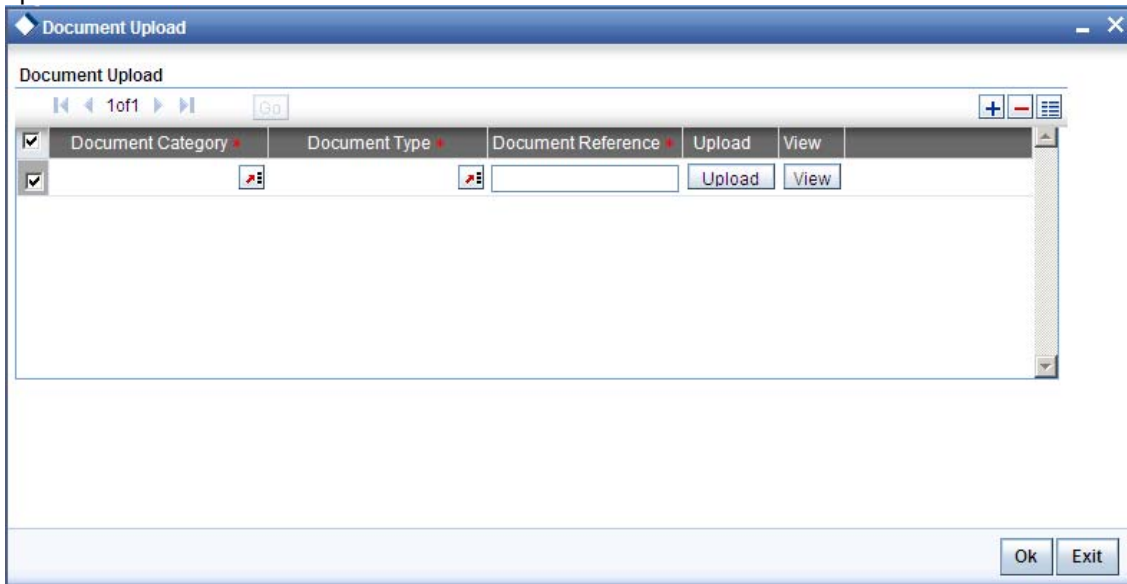 Document Upload
Document Upload
1of1 Go
Document Category * Document Type * Document Reference * Upload View
Upload View
Ok Exit